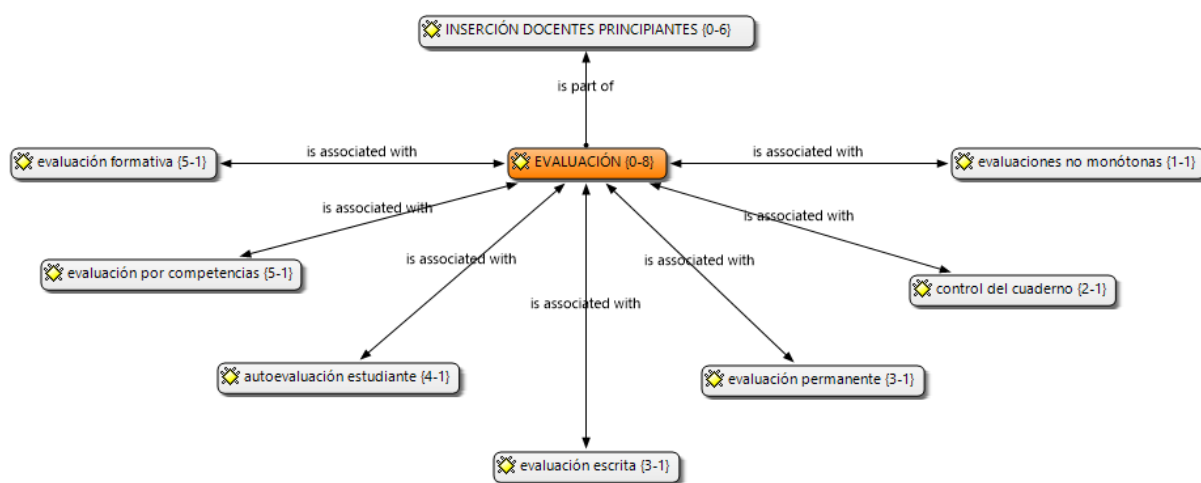 INSERCIÓN DOCENTES PRINCIPIANTES {0-6}
is part of
is associated with
is associated with
evaluación formativa {5-1}
EVALUACIÓN {0-8}
evaluaciones no monótonas {1-1}
is associated with
is associated with
is associated with
is associated with
evaluación por competencias {5-1}
control del cuaderno {2-1}
is associated with
autoevaluación estudiante {4-1}
evaluación permanente {3-1}
evaluación escrita {3-1}